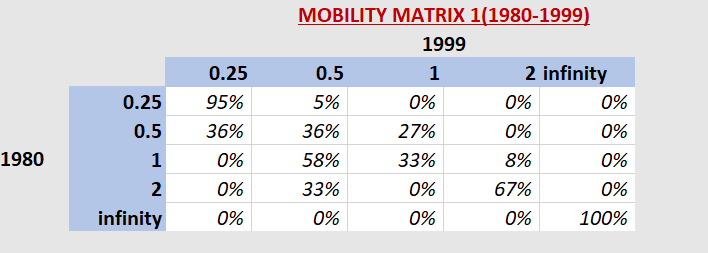 MOBILITY MATRIX 1(1980-1999)
1999
0.25 0.5 1 2 infinity
0.25 95% 5% 0% 0% 0%
0.5 36% 36% 27% 0% 0%
1980 1 0% 58% 33% 8% 0%
2 0% 33% 0% 67% 0%
infinity 0% 0% 0% 0% 100%